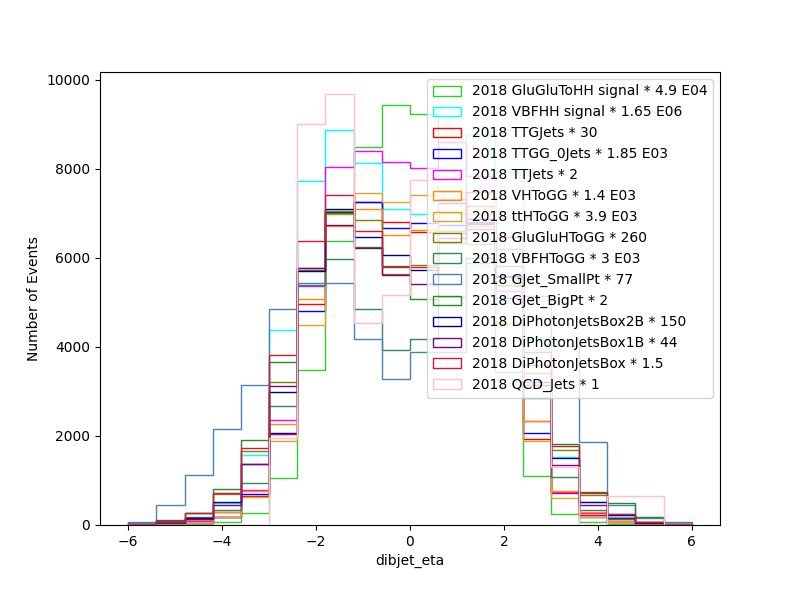 10000
8000
6000
4000
2000
0
Number of Events
−6
−4
−2
0
2
4
6
dibjet_eta
2018 GluGluToHH signal * 4.9 E04
2018 VBFHH signal * 1.65 E06
2018 TTGJets * 30
2018 TTGG_0Jets * 1.85 E03
2018 TTJets * 2
2018 VHToGG * 1.4 E03
2018 ttHToGG * 3.9 E03
2018 GluGluHToGG * 260
2018 VBFHToGG * 3 E03
2018 GJet_SmallPt * 77
2018 GJet_BigPt * 2
2018 DiPhotonJetsBox2B * 150
2018 DiPhotonJetsBox1B * 44
2018 DiPhotonJetsBox * 1.5
2018 QCD_Jets * 1